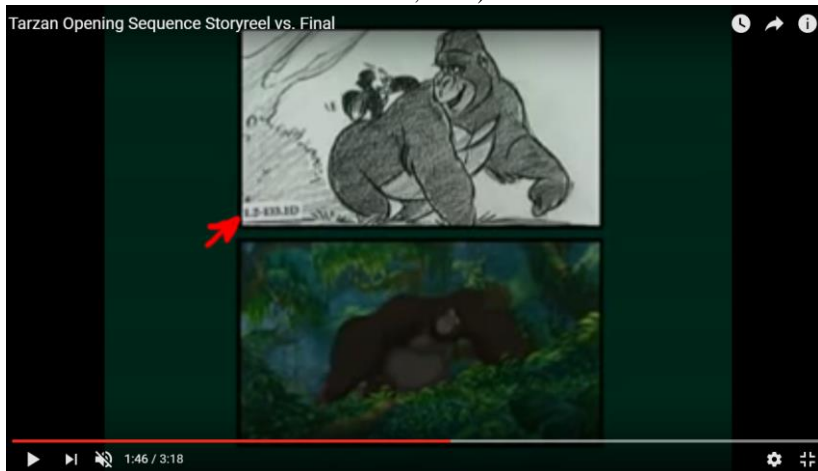 Tarzan Opening Sequence Storyreel vs. Final
1:46 / 3:18